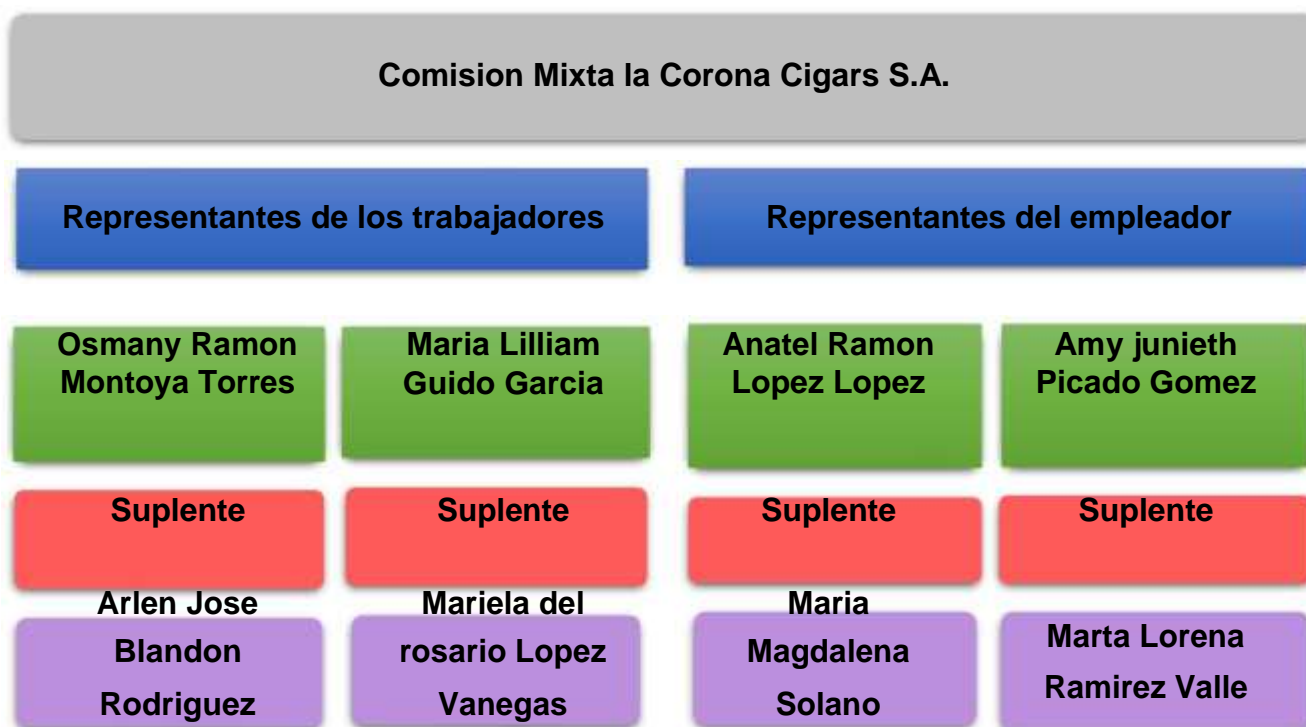 Comision Mixta la Corona Cigars S.A.
Representantes de los trabajadores
Representantes del empleador
Osmany Ramon
Montoya Torres
Maria Lilliam
Guido Garcia
Anatel Ramon
Lopez Lopez
Amy junieth
Picado Gomez
Suplente
Suplente
Suplente
Suplente
Arlen Jose
Blandon
Rodriguez
Mariela del
rosario Lopez
Vanegas
Maria
Magdalena
Solano
Marta Lorena
Ramirez Valle